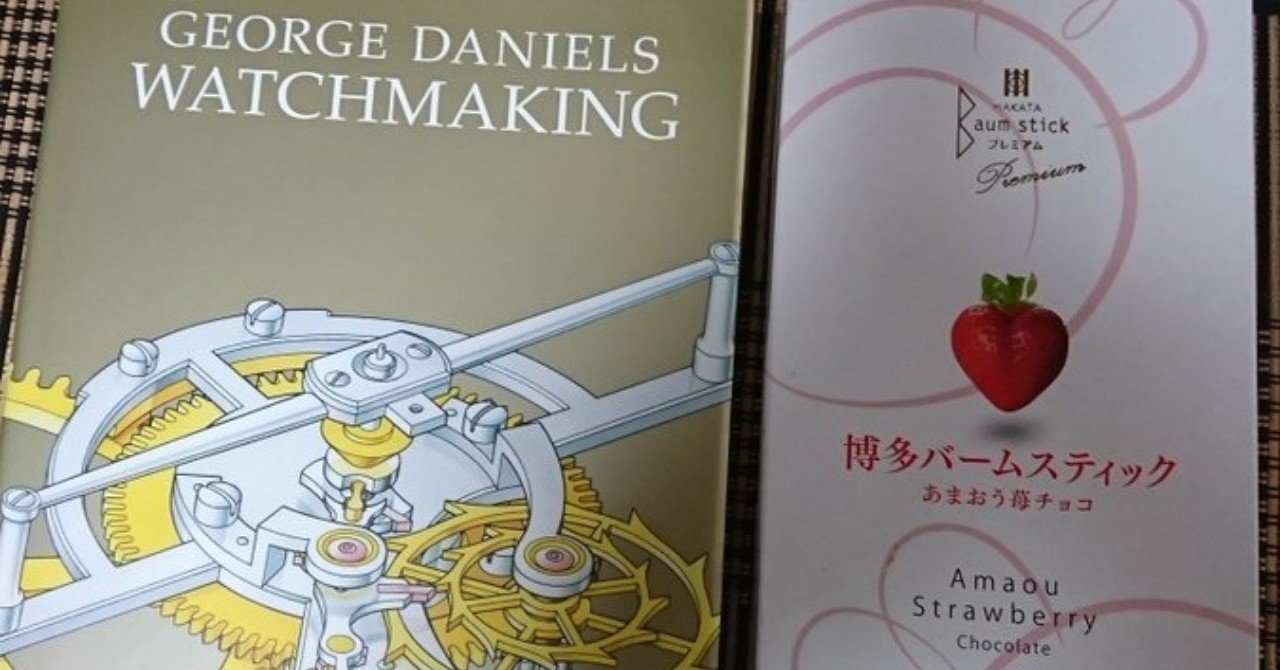 GEORGE DANIELS
WATCHMAKING
HAKATA
Baum stick
プレミアム
Premium
博多バームスティック
あまおう苺チョコ
Amaou
Strawberry
Chocolate